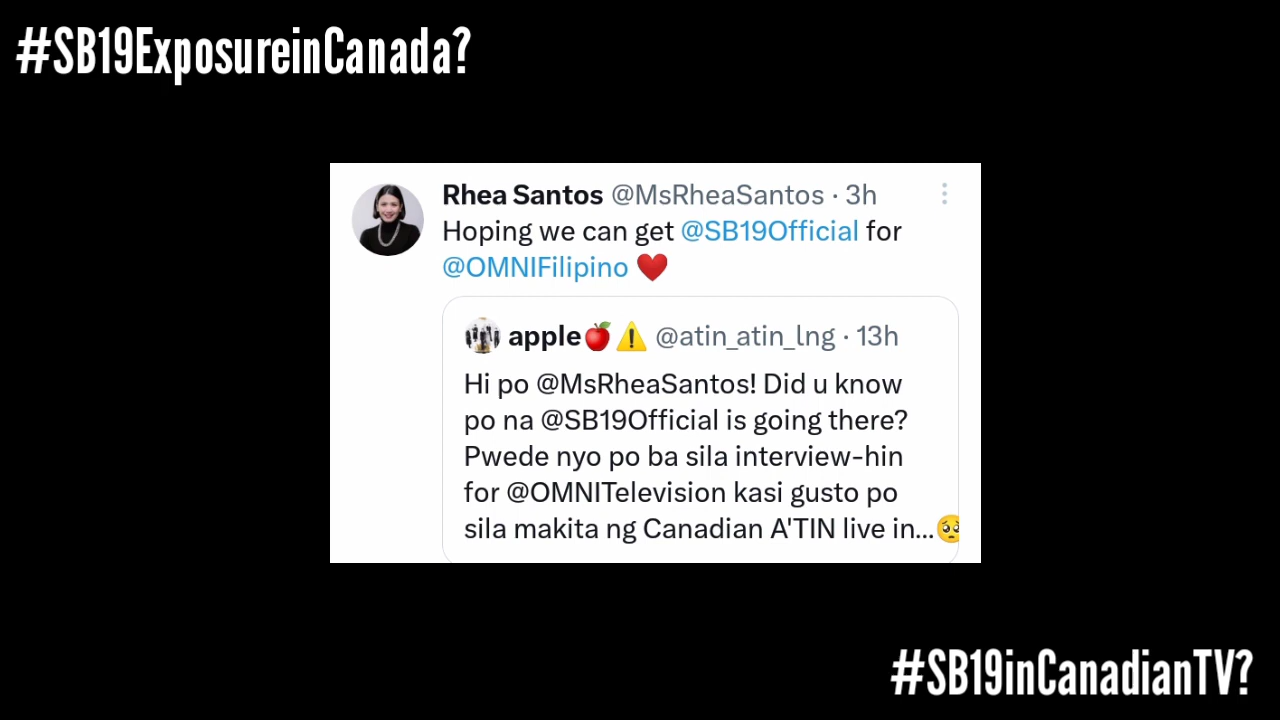 #SB19ExposureinCanada?
Rhea Santos @MsRheaSantos · 3h
Hoping we can get @SB19Official for
@OMNIFilipino ❤️
apple🍎⚠️ @atin_atin_lng · 13h
Hi po @MsRheaSantos! Did u know
po na @SB19Official is going there?
Pwede nyo po ba sila interview-hin
for @OMNITelevision kasi gusto po
sila makita ng Canadian A'TIN live in...🥺
#SB19inCanadianTV?